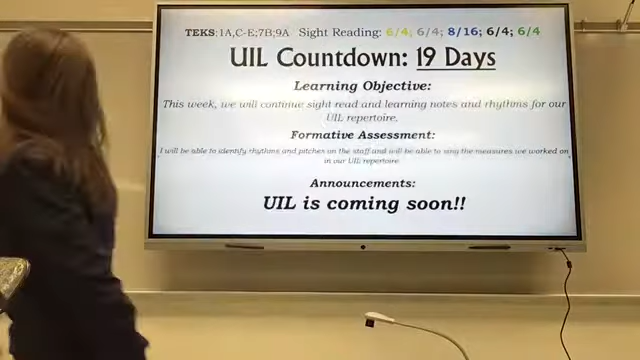 TEKS:1A,C-E;7B;9A Sight Reading: 6/4; 6/4; 8/16; 6/4; 6/4
UIL Countdown: 19 Days
Learning Objective:
This week, we will continue sight read and learning notes and rhythms for our
UIL repertoire.
Formative Assessment:
I will be able to identify rhythms and pitches on the staff and will be able to sing the measures we worked on
in our UIL repertoire.
Announcements:
UIL is coming soon!!